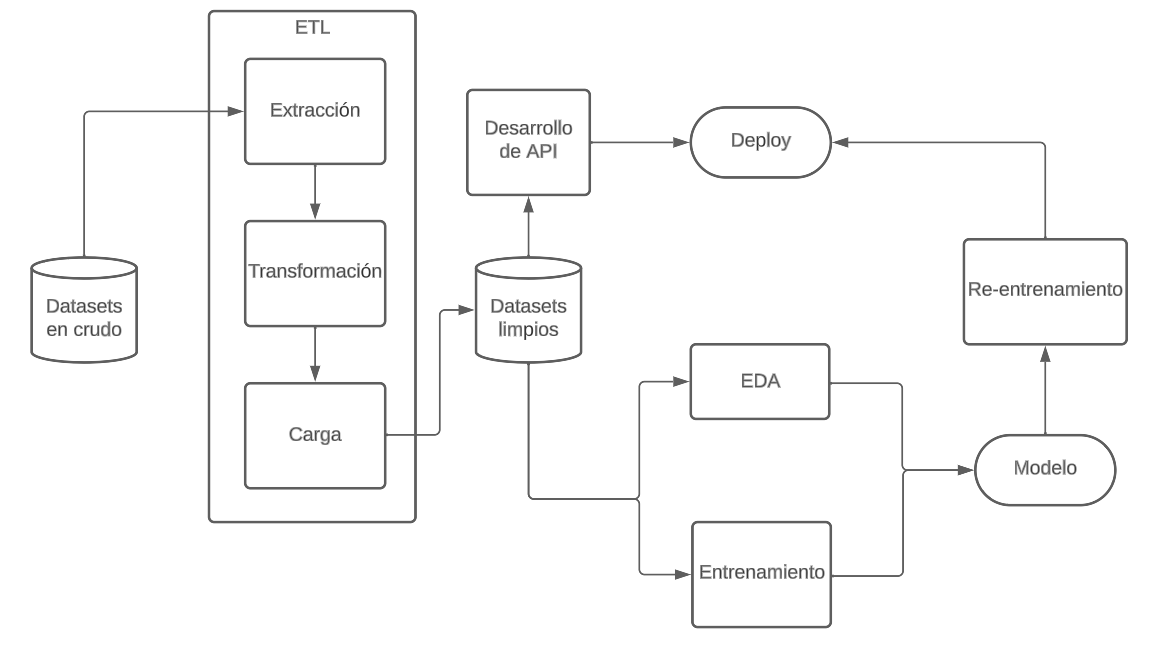 ETL
Extracción
Transformación
Carga
Datasets
en crudo
Desarrollo
de API
Deploy
Datasets
limpios
Re-entrenamiento
EDA
Modelo
Entrenamiento